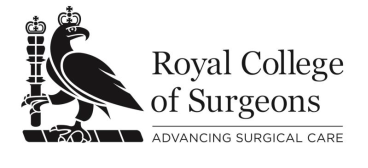 Royal College
of Surgeons
ADVANCING SURGICAL CARE